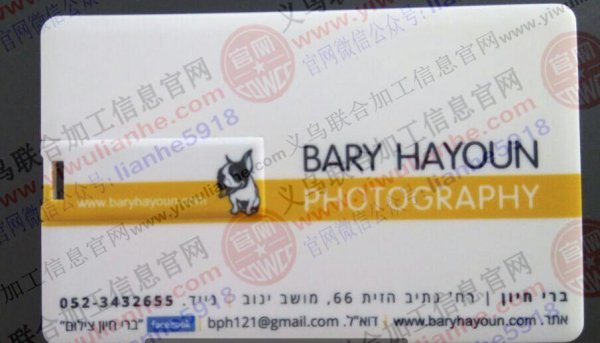 BARY HAYOUN
PHOTOGRAPHY
www.baryhayoun.com
ברי חיון | רח' נתיב הזית 66, מושב ינוב - נייד. 052-3432655
אתר. www.baryhayoun.com | דוא"ל. bph121@gmail.com | facebook "ברי חיון צילום"
义乌联合加工信息官网
www.yiwulianhe.com
官网微信公众号: lianhe5918
官网